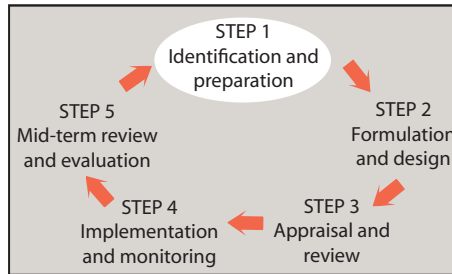 STEP 1
Identification and
preparation
STEP 2
Formulation
and design
STEP 3
Appraisal and
review
STEP 4
Implementation
and monitoring
STEP 5
Mid-term review
and evaluation